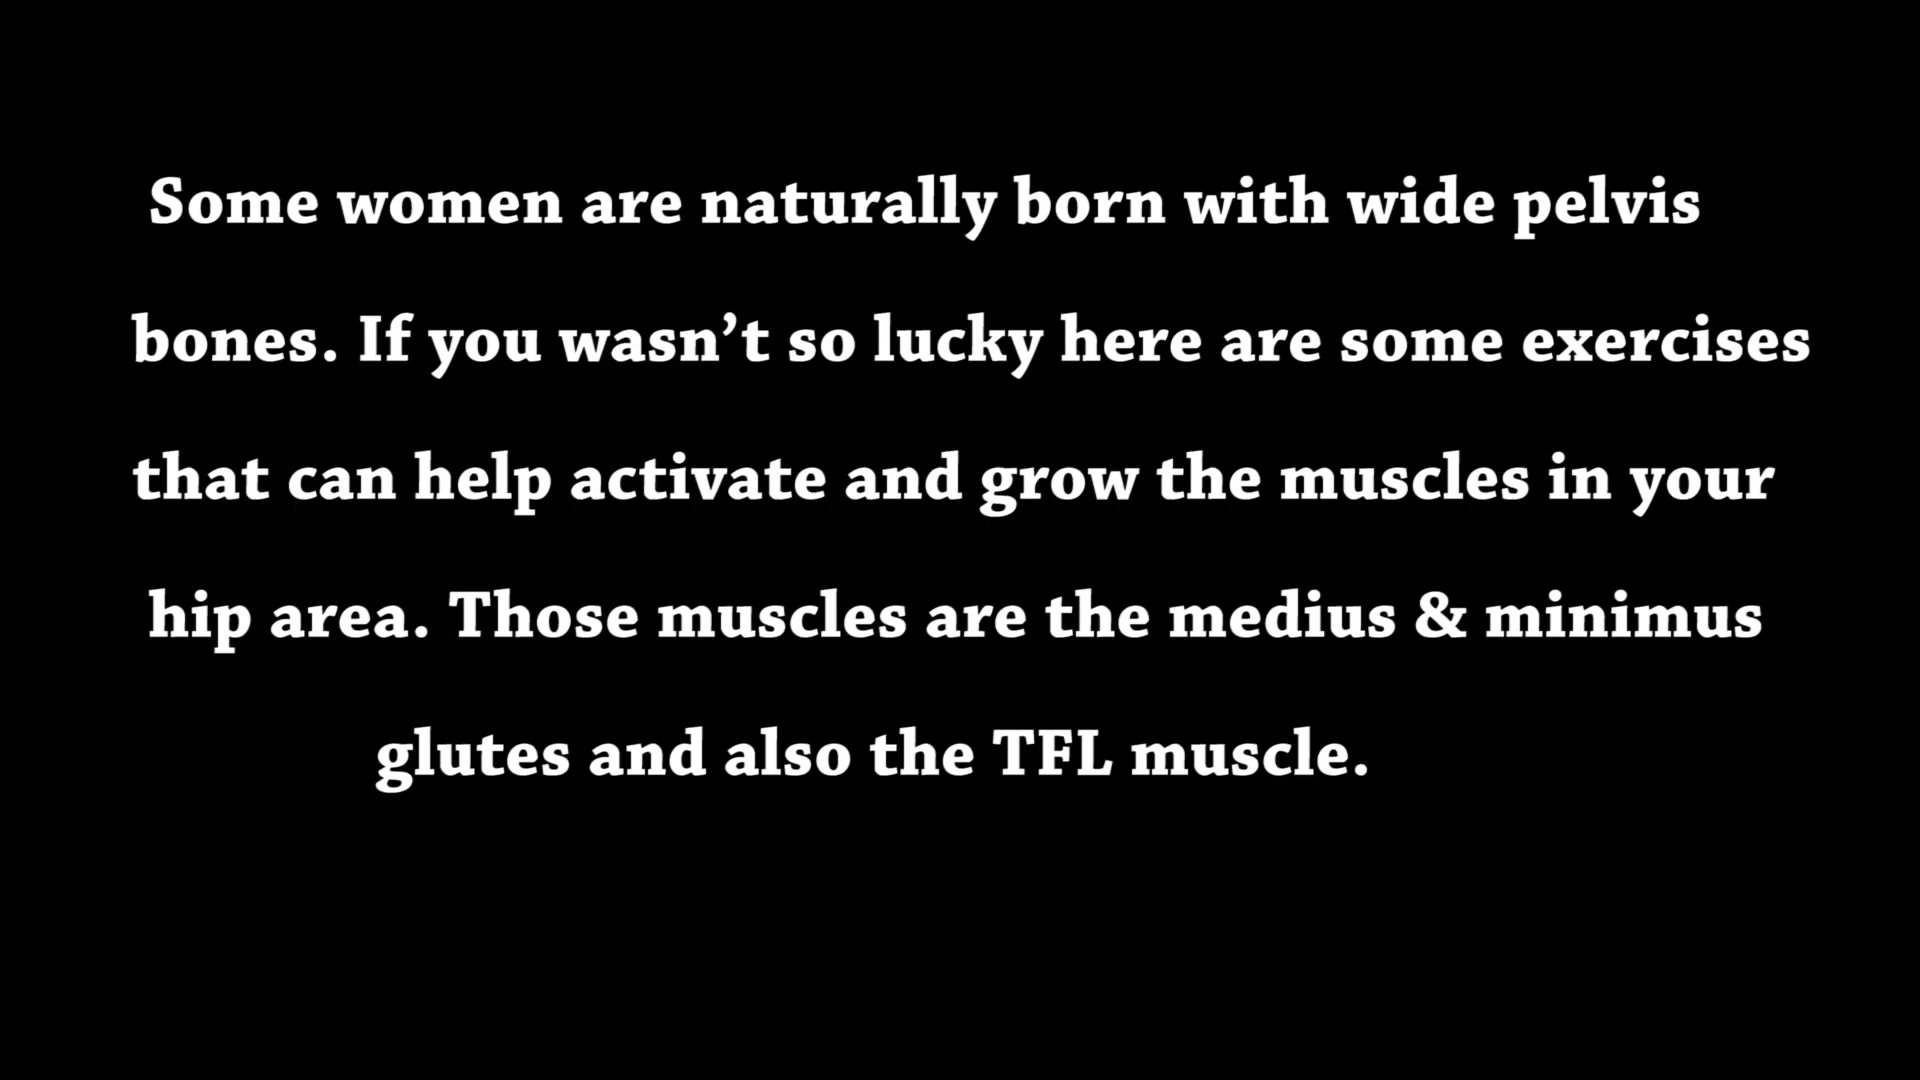 Some women are naturally born with wide pelvis
bones. If you wasn’t so lucky here are some exercises
that can help activate and grow the muscles in your
hip area. Those muscles are the medius & minimus
glutes and also the TFL muscle.